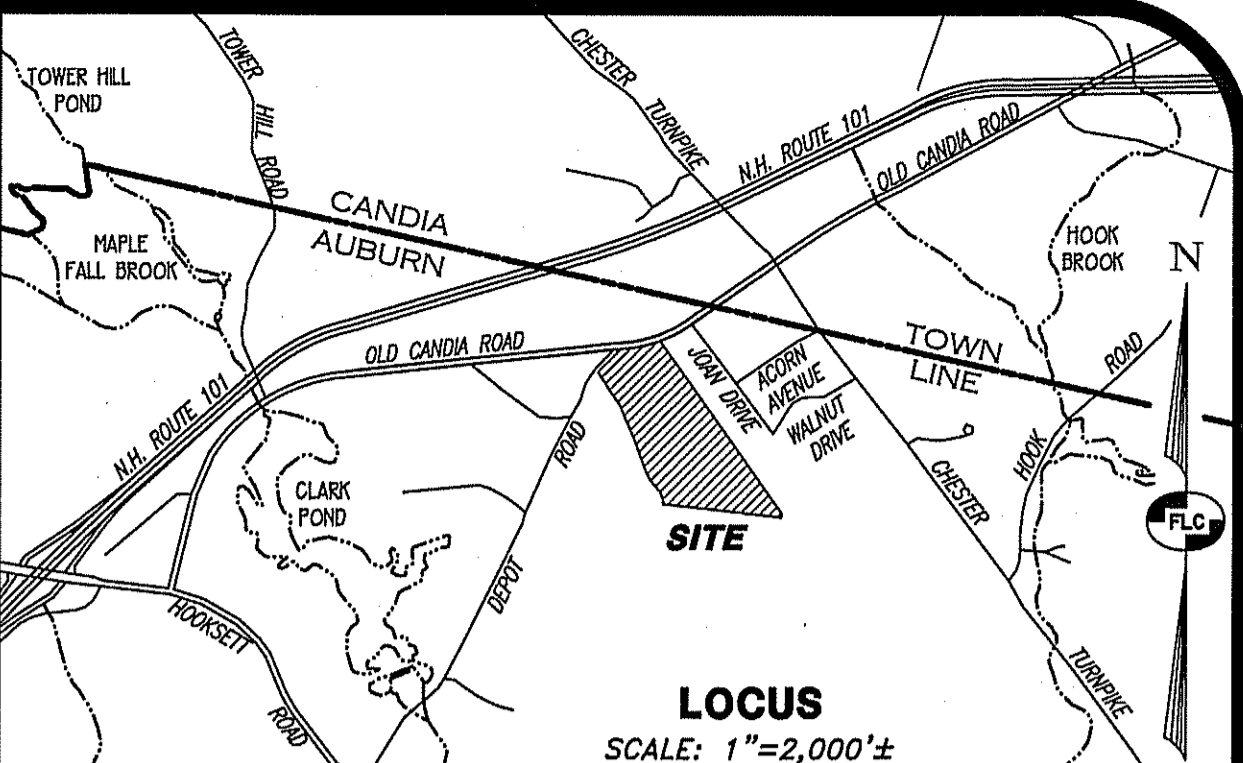 TOWER HILL
POND
TOWER
HILL
ROAD
CHESTER
TURNPIKE
N.H. ROUTE 101
OLD CANDIA ROAD
CANDIA
AUBURN
MAPLE
FALL BROOK
HOOK
BROOK
N
OLD CANDIA ROAD
TOWN
LINE
JOAN DRIVE
ACORN
AVENUE
WALNUT
DRIVE
ROAD
HOOK
N.H. ROUTE 101
ROAD
DEPOT
CLARK
POND
CHESTER
TURNPIKE
FLC
SITE
HOOKSETT
ROAD
LOCUS
SCALE: 1"=2,000'±